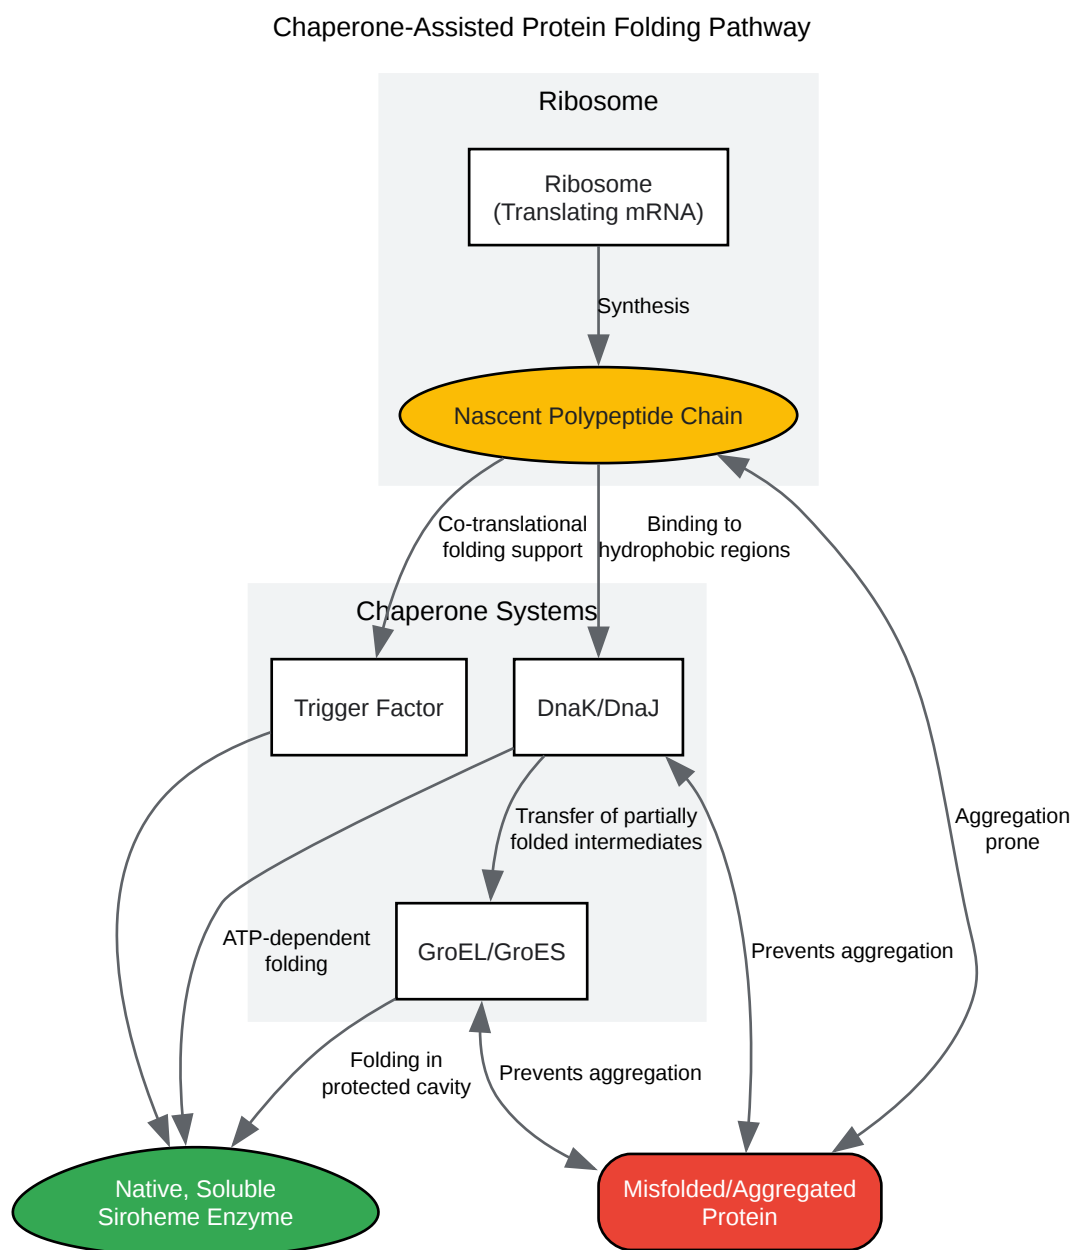 Chaperone-Assisted Protein Folding Pathway
Ribosome
Ribosome
(Translating mRNA)
Synthesis
Nascent Polypeptide Chain
Co-translational
folding support
Binding to
hydrophobic regions
Chaperone Systems
Trigger Factor
DnaK/DnaJ
Transfer of partially
folded intermediates
Aggregation
prone
ATP-dependent
folding
GroEL/GroES
Prevents aggregation
Folding in
protected cavity
Prevents aggregation
Native, Soluble
Siroheme Enzyme
Misfolded/Aggregated
Protein